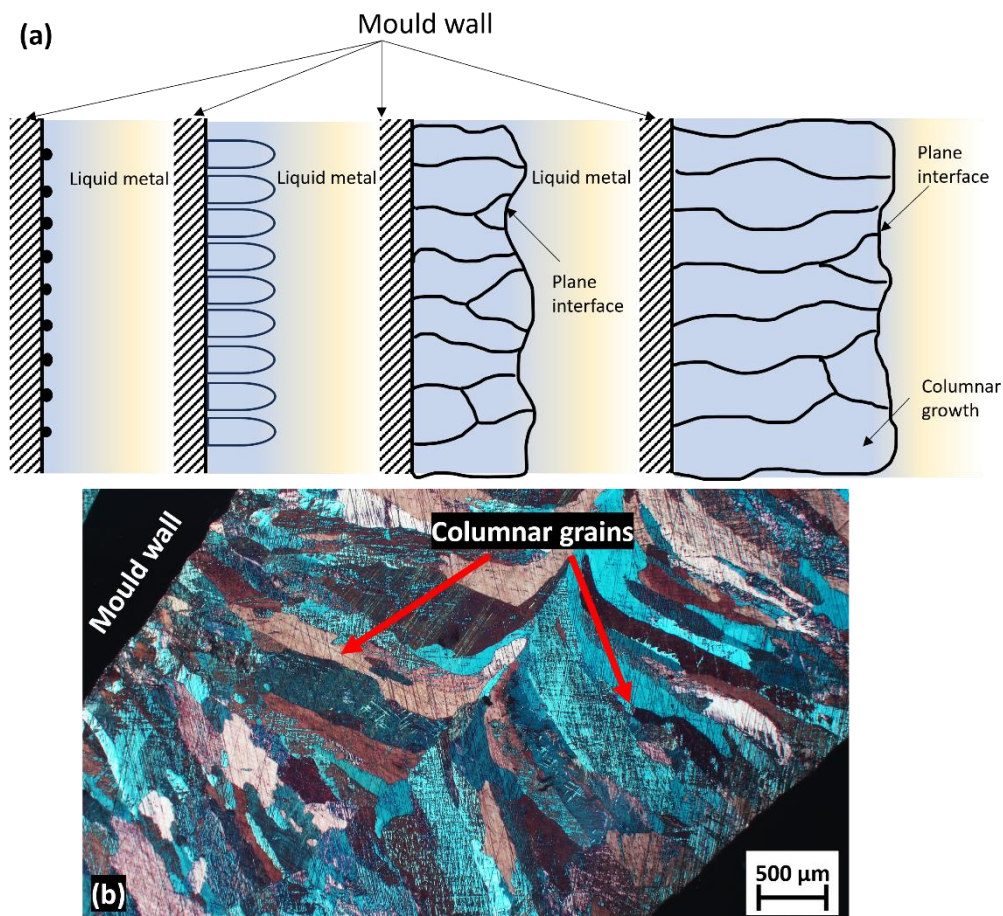 (a)
Mould wall
Liquid metal
Liquid metal
Liquid metal
Plane
interface
Plane
interface
Columnar
growth
Mould wall
Columnar grains
(b)
500 µm